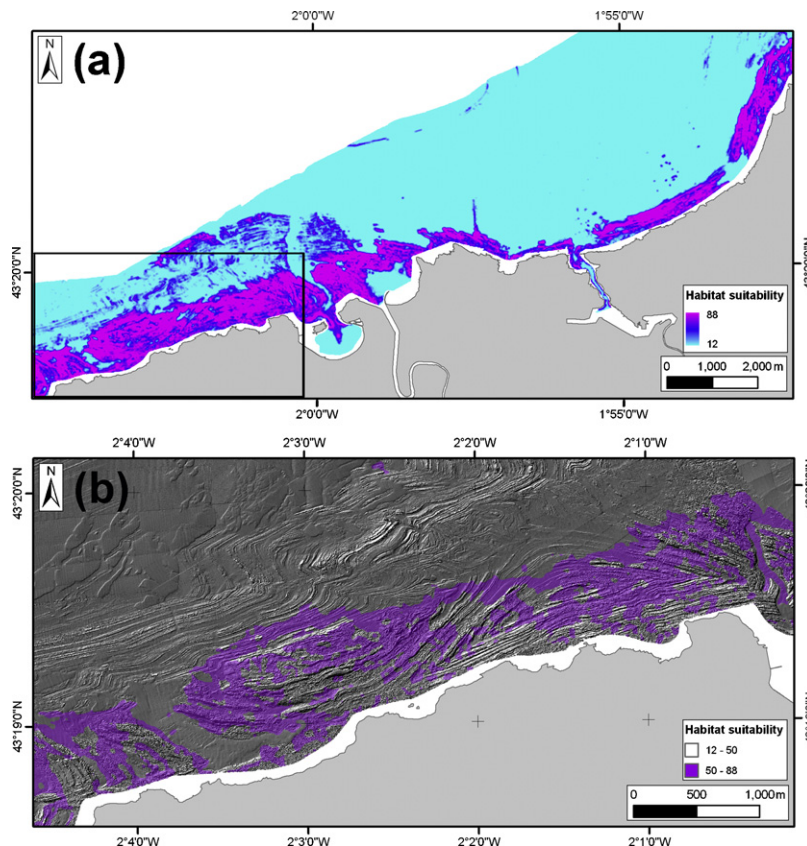 2°0'0"W
1°55'0"W
N
(a)
43°20'0"N
Habitat suitability
88
12
0
1,000
2,000
m
2°0'0"W
1°55'0"W
2°4'0"W
2°3'0"W
2°2'0"W
2°1'0"W
N
(b)
43°20'0"N
43°19'0"N
Habitat suitability
12 - 50
50 - 88
0
500
1,000
m
2°4'0"W
2°3'0"W
2°2'0"W
2°1'0"W